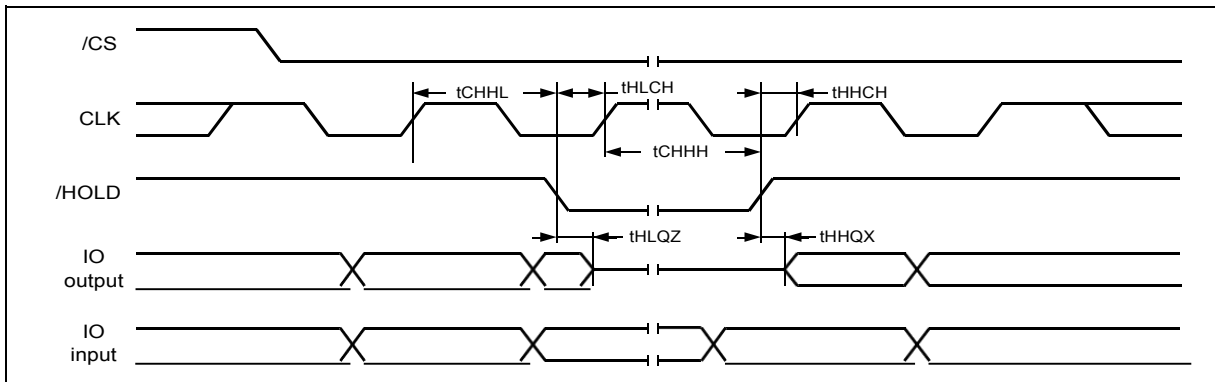 /CS
tCHHL
tHLCH
tHHCH
CLK
tCHHH
/HOLD
tHLQZ
tHHQX
IO
output
IO
input